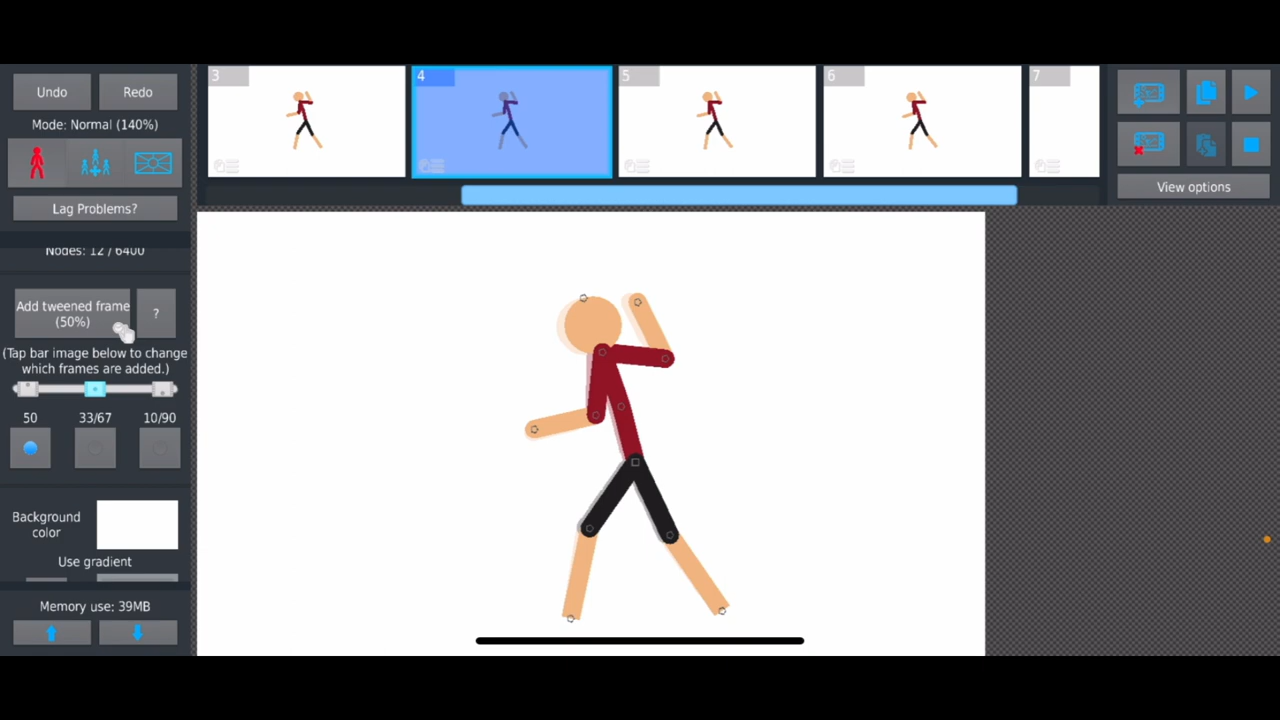 Undo
Redo
Mode: Normal (140%)
Lag Problems?
Nodes: 12 / 6400
Add tweened frame
(50%)
?
(Tap bar image below to change
which frames are added.)
50
33/67
10/90
Background
color
Use gradient
Memory use: 39MB
3
4
5
6
7
View options